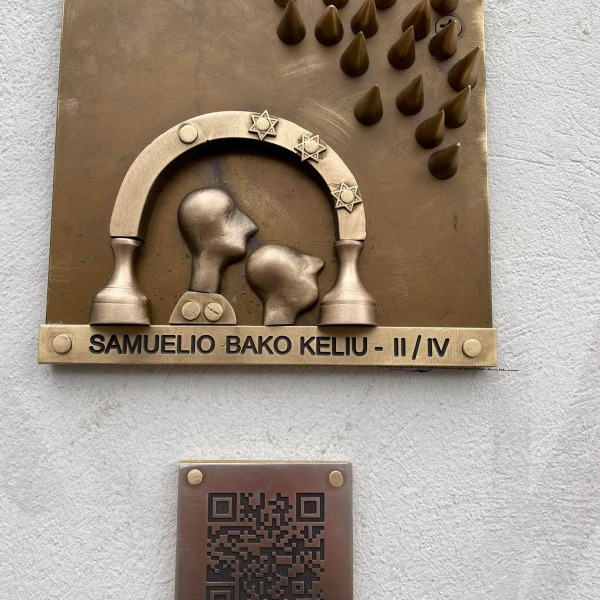 SAMUELIO BAKO KELIU - II / IV